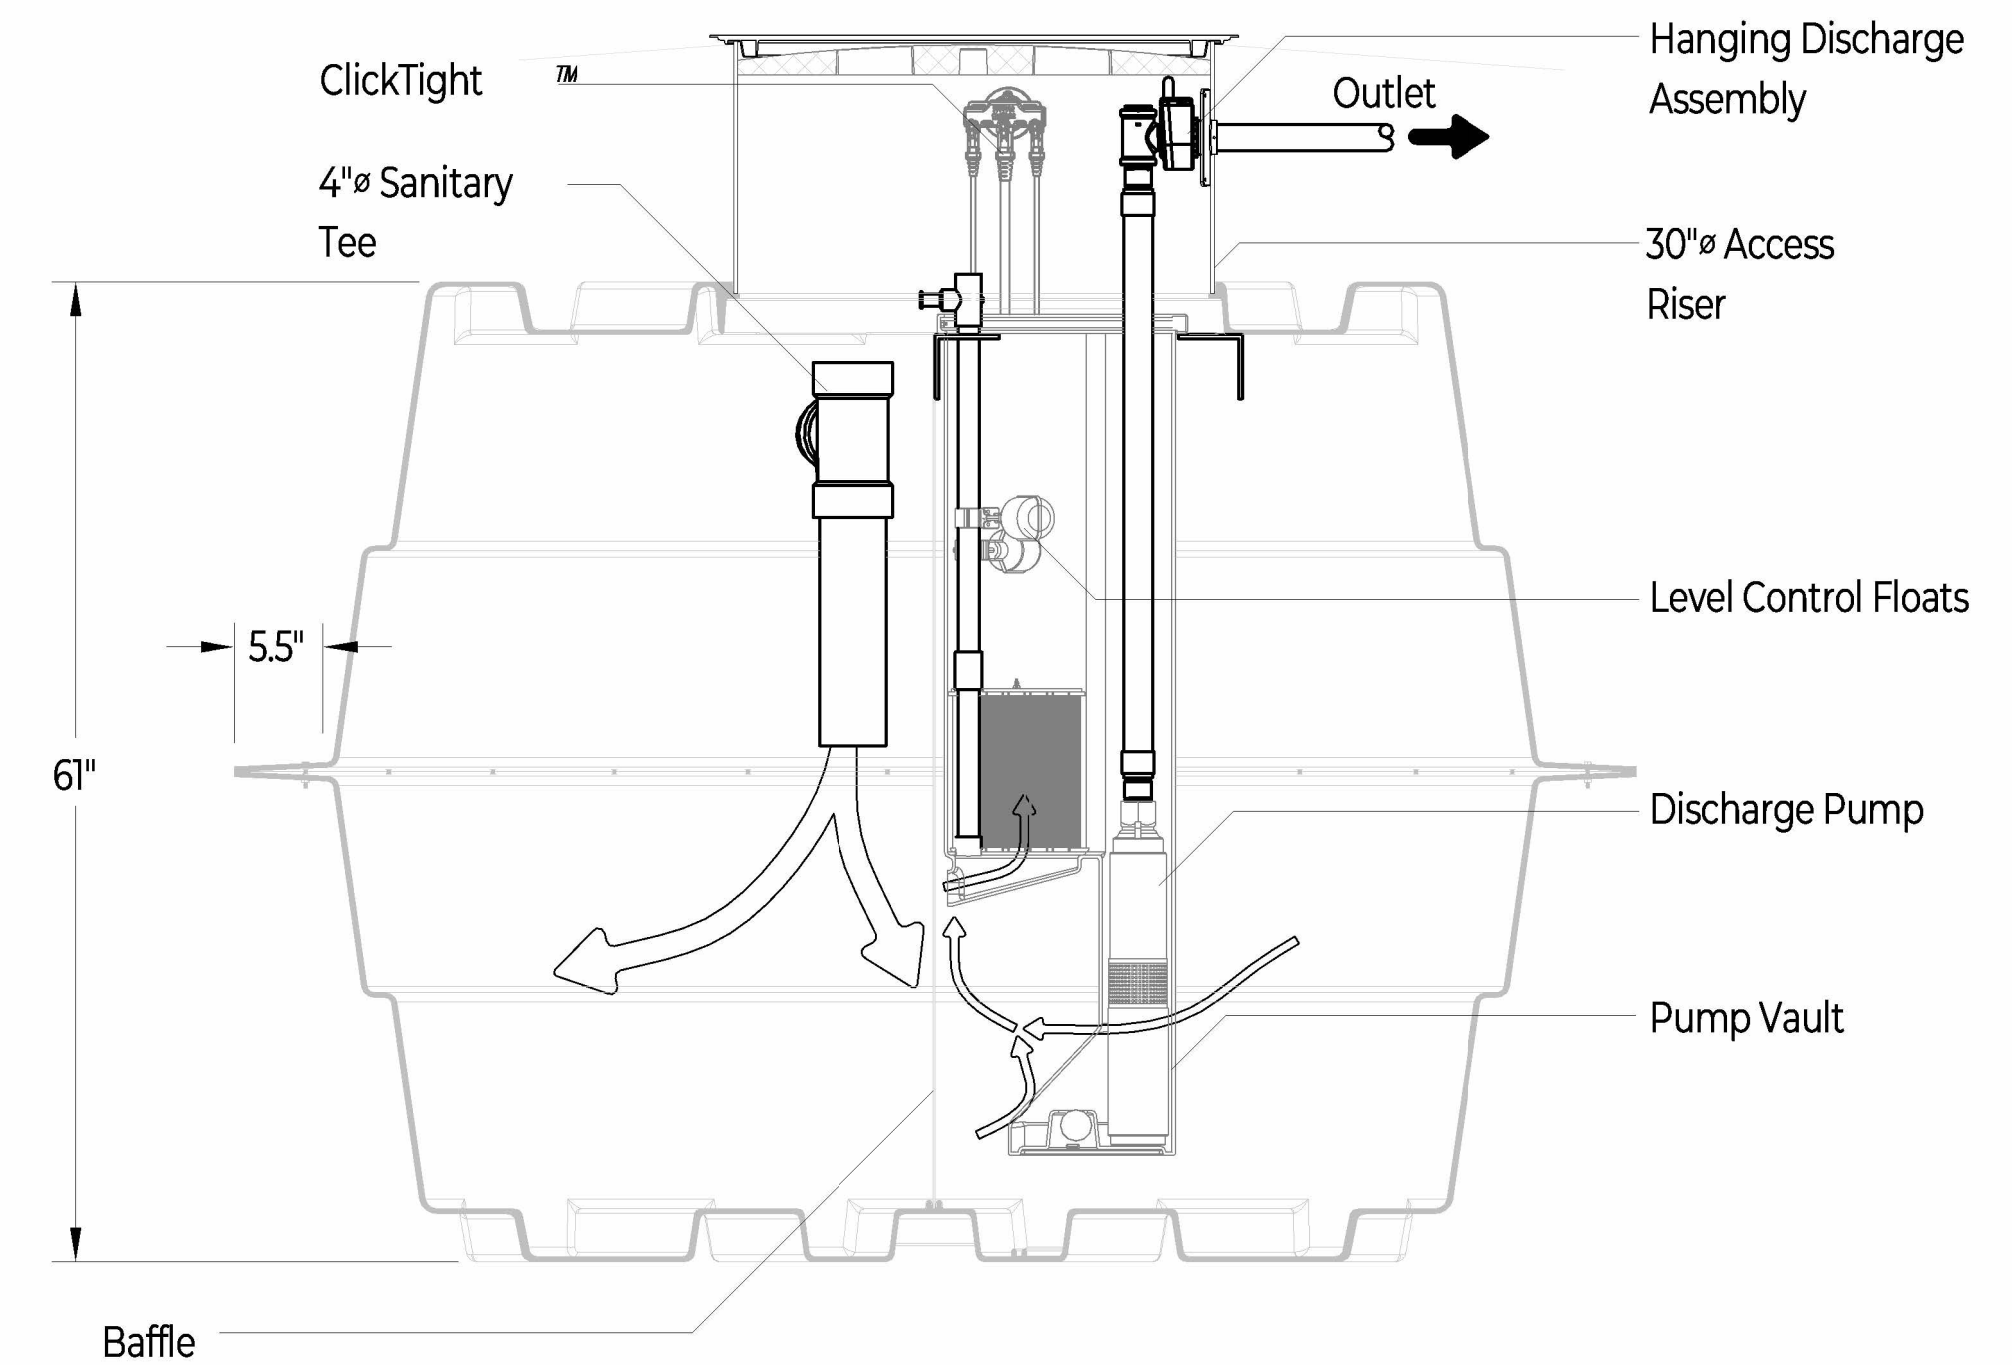 Hanging Discharge
Assembly
ClickTight ™
Outlet
4"ø Sanitary
Tee
30"ø Access
Riser
Level Control Floats
5.5"
61"
Discharge Pump
Pump Vault
Baffle